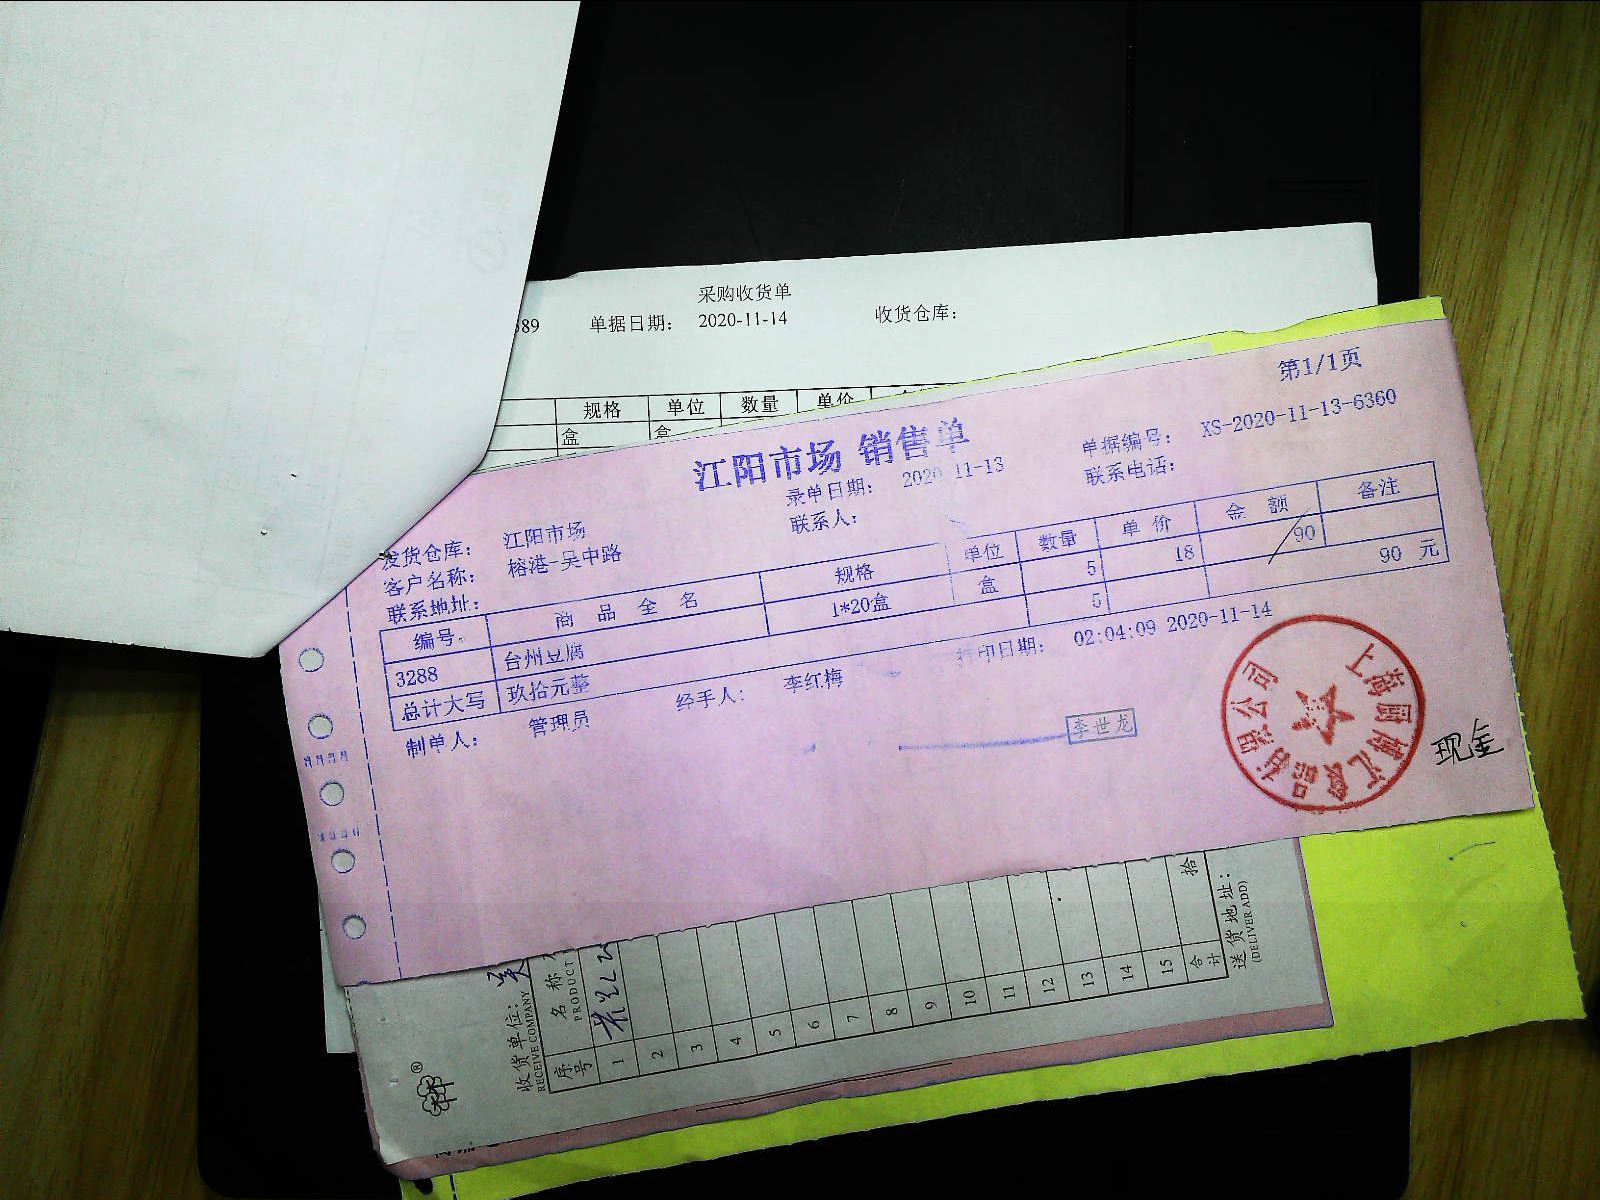 采购收货单
589 单据日期： 2020-11-14 收货仓库：
规格 单位 数量 单价
盒 盒
第1/1页
江阳市场 销售单
录单日期： 2020-11-13 单据编号： XS-2020-11-13-6360
发货仓库： 江阳市场 联系人： 联系电话：
客户名称： 榕港-吴中路
联系地址：
编号 商品全名 规格 单位 数量 单价 金额 备注
3288 台州豆腐 1*20盒 盒 5 18 90
总计大写 玖拾元整 5 90 元
制单人： 管理员 经手人： 李红梅 打印日期： 02:04:09 2020-11-14
李世龙
现金
®
收货单位：
RECEIVE COMPANY
序号 名称
PRODUCT
1
2
3
4
5
6
7
8
9
10
11
12
13
14
15
合计 拾
送货地址：
(DELIVER ADD)